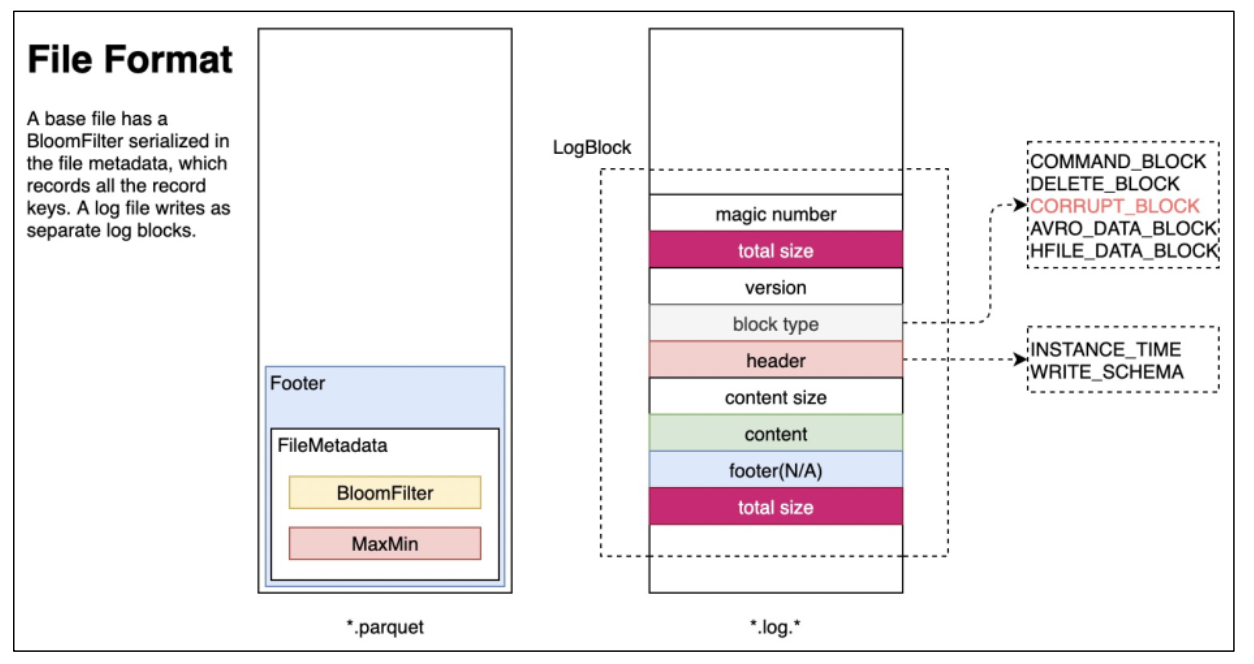 File Format
A base file has a
BloomFilter serialized in
the file metadata, which
records all the record
keys. A log file writes as
separate log blocks.
Footer
FileMetadata
BloomFilter
MaxMin
*.parquet
LogBlock
magic number
total size
version
block type
header
content size
content
footer(N/A)
total size
*.log.*
COMMAND_BLOCK
DELETE_BLOCK
CORRUPT_BLOCK
AVRO_DATA_BLOCK
HFILE_DATA_BLOCK
INSTANCE_TIME
WRITE_SCHEMA